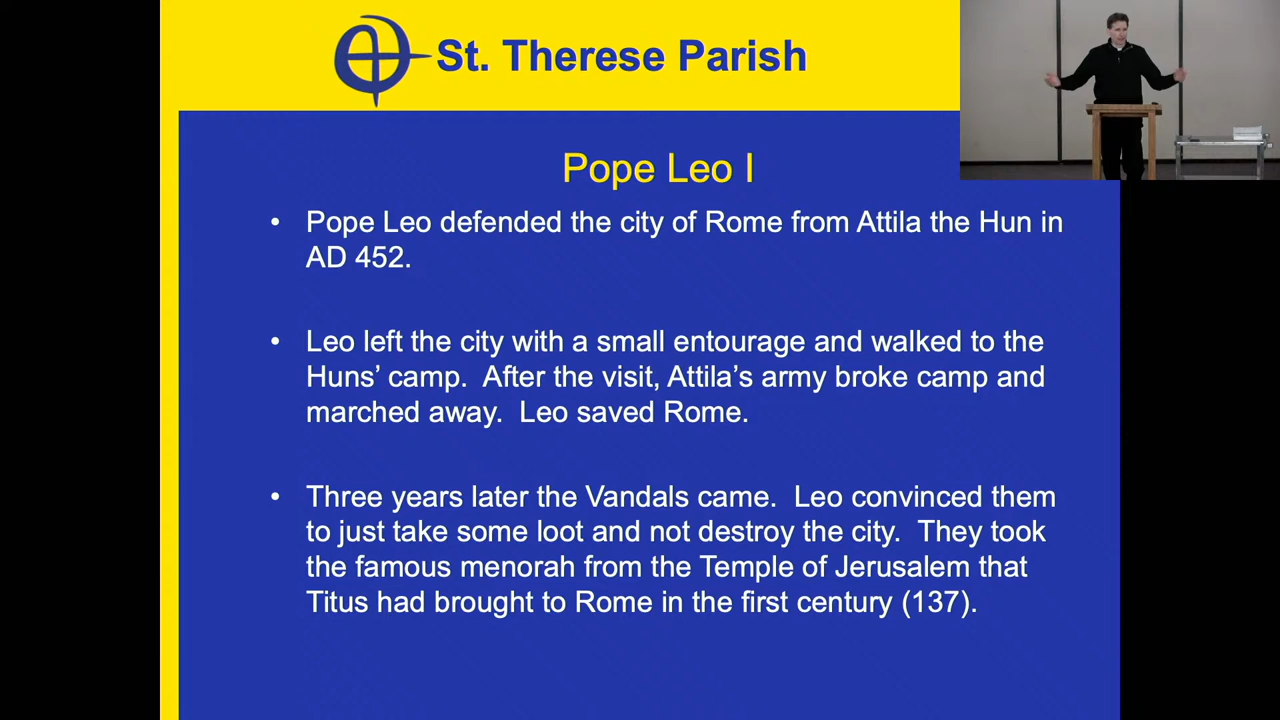 St. Therese Parish
Pope Leo I
• Pope Leo defended the city of Rome from Attila the Hun in
AD 452.
• Leo left the city with a small entourage and walked to the
Huns’ camp.  After the visit, Attila’s army broke camp and
marched away.  Leo saved Rome.
• Three years later the Vandals came.  Leo convinced them
to just take some loot and not destroy the city.  They took
the famous menorah from the Temple of Jerusalem that
Titus had brought to Rome in the first century (137).